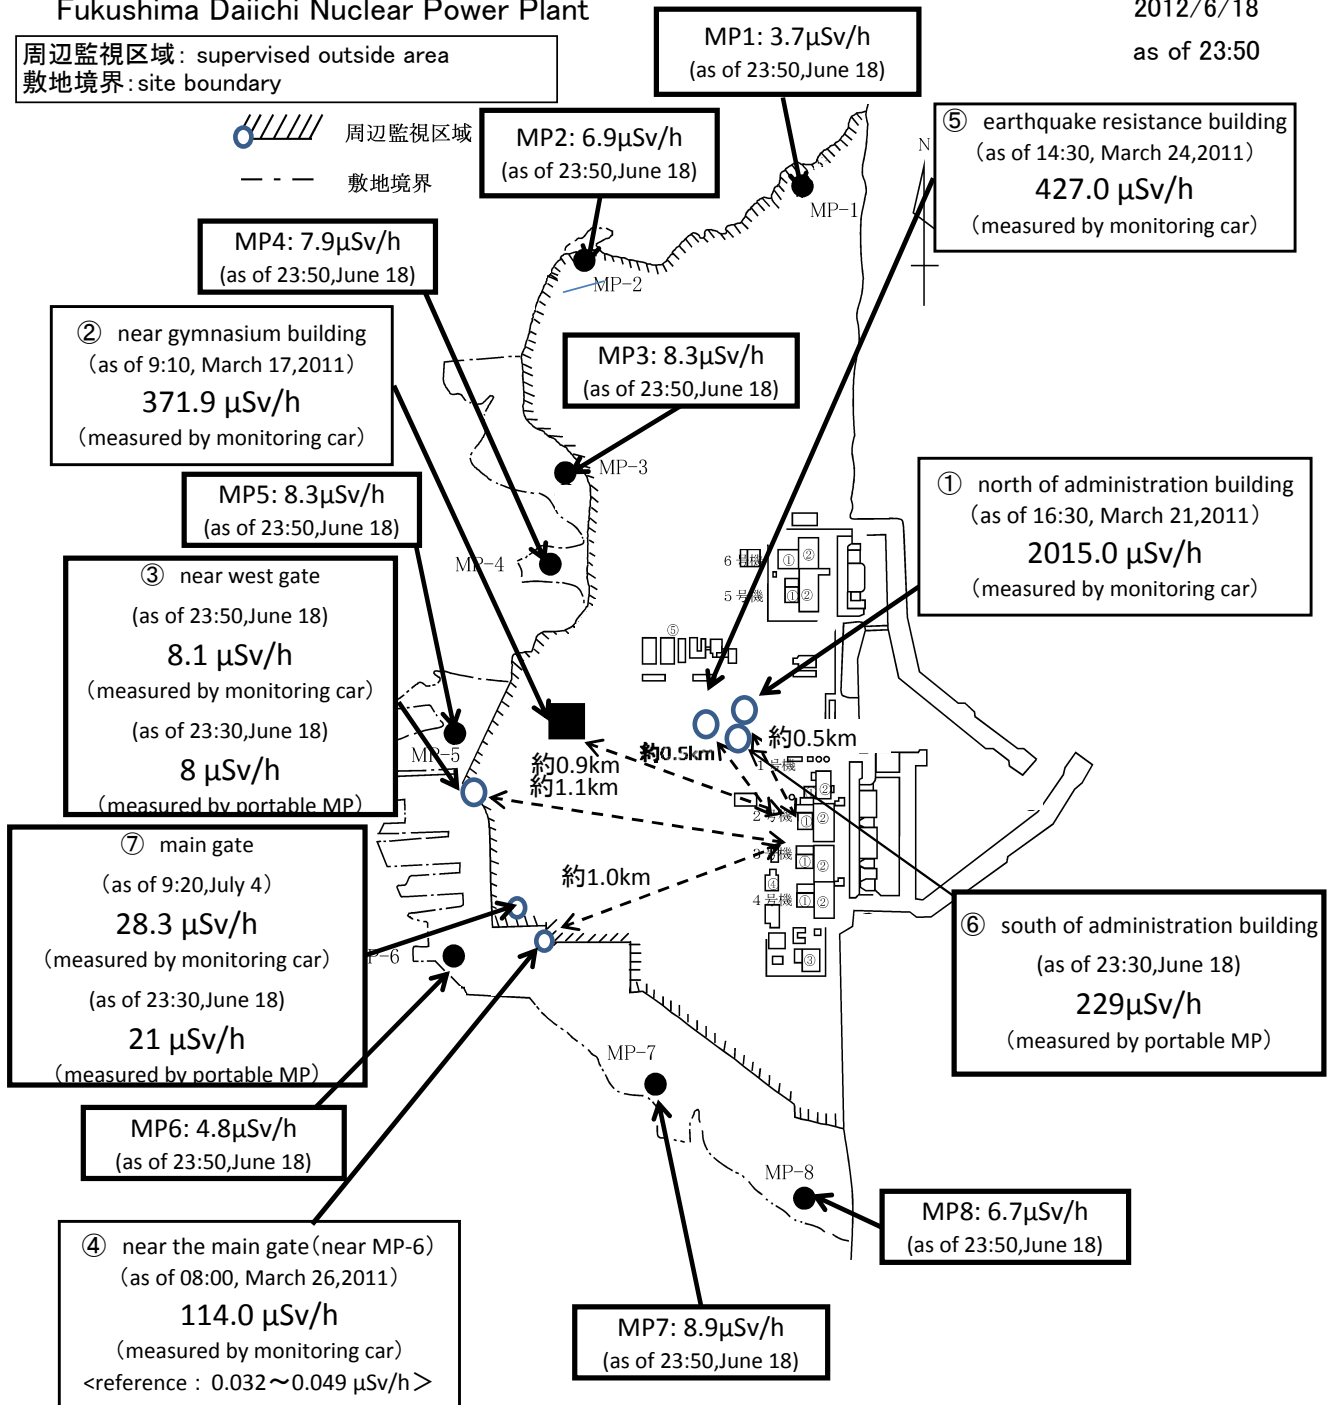 Fukushima Daiichi Nuclear Power Plant
2012/6/18
as of 23:50
周辺監視区域: supervised outside area
敷地境界:site boundary
周辺監視区域
敷地境界
MP1: 3.7μSv/h
(as of 23:50,June 18)
MP2: 6.9μSv/h
(as of 23:50,June 18)
⑤ earthquake resistance building
(as of 14:30, March 24,2011)
427.0 μSv/h
(measured by monitoring car)
N
MP-1
MP4: 7.9μSv/h
(as of 23:50,June 18)
MP-2
② near gymnasium building
(as of 9:10, March 17,2011)
371.9 μSv/h
(measured by monitoring car)
MP3: 8.3μSv/h
(as of 23:50,June 18)
MP-3
MP5: 8.3μSv/h
(as of 23:50,June 18)
① north of administration building
(as of 16:30, March 21,2011)
2015.0 μSv/h
(measured by monitoring car)
MP-4
6号機
① ②
5号機
① ②
③ near west gate
(as of 23:50,June 18)
8.1 μSv/h
(measured by monitoring car)
(as of 23:30,June 18)
8 μSv/h
(measured by portable MP)
⑤
MP-5
約0.9km
約1.1km
約0.5km
約0.5km
1号機
②
2号機
① ②
3号機
① ②
④
4号機
① ②
③
約1.0km
⑦ main gate
(as of 9:20,July 4)
28.3 μSv/h
(measured by monitoring car)
(as of 23:30,June 18)
21 μSv/h
(measured by portable MP)
P-6
⑥ south of administration building
(as of 23:30,June 18)
229μSv/h
(measured by portable MP)
MP-7
MP6: 4.8μSv/h
(as of 23:50,June 18)
MP-8
MP8: 6.7μSv/h
(as of 23:50,June 18)
④ near the main gate(near MP-6)
(as of 08:00, March 26,2011)
114.0 μSv/h
(measured by monitoring car)
<reference : 0.032～0.049 μSv/h＞
MP7: 8.9μSv/h
(as of 23:50,June 18)